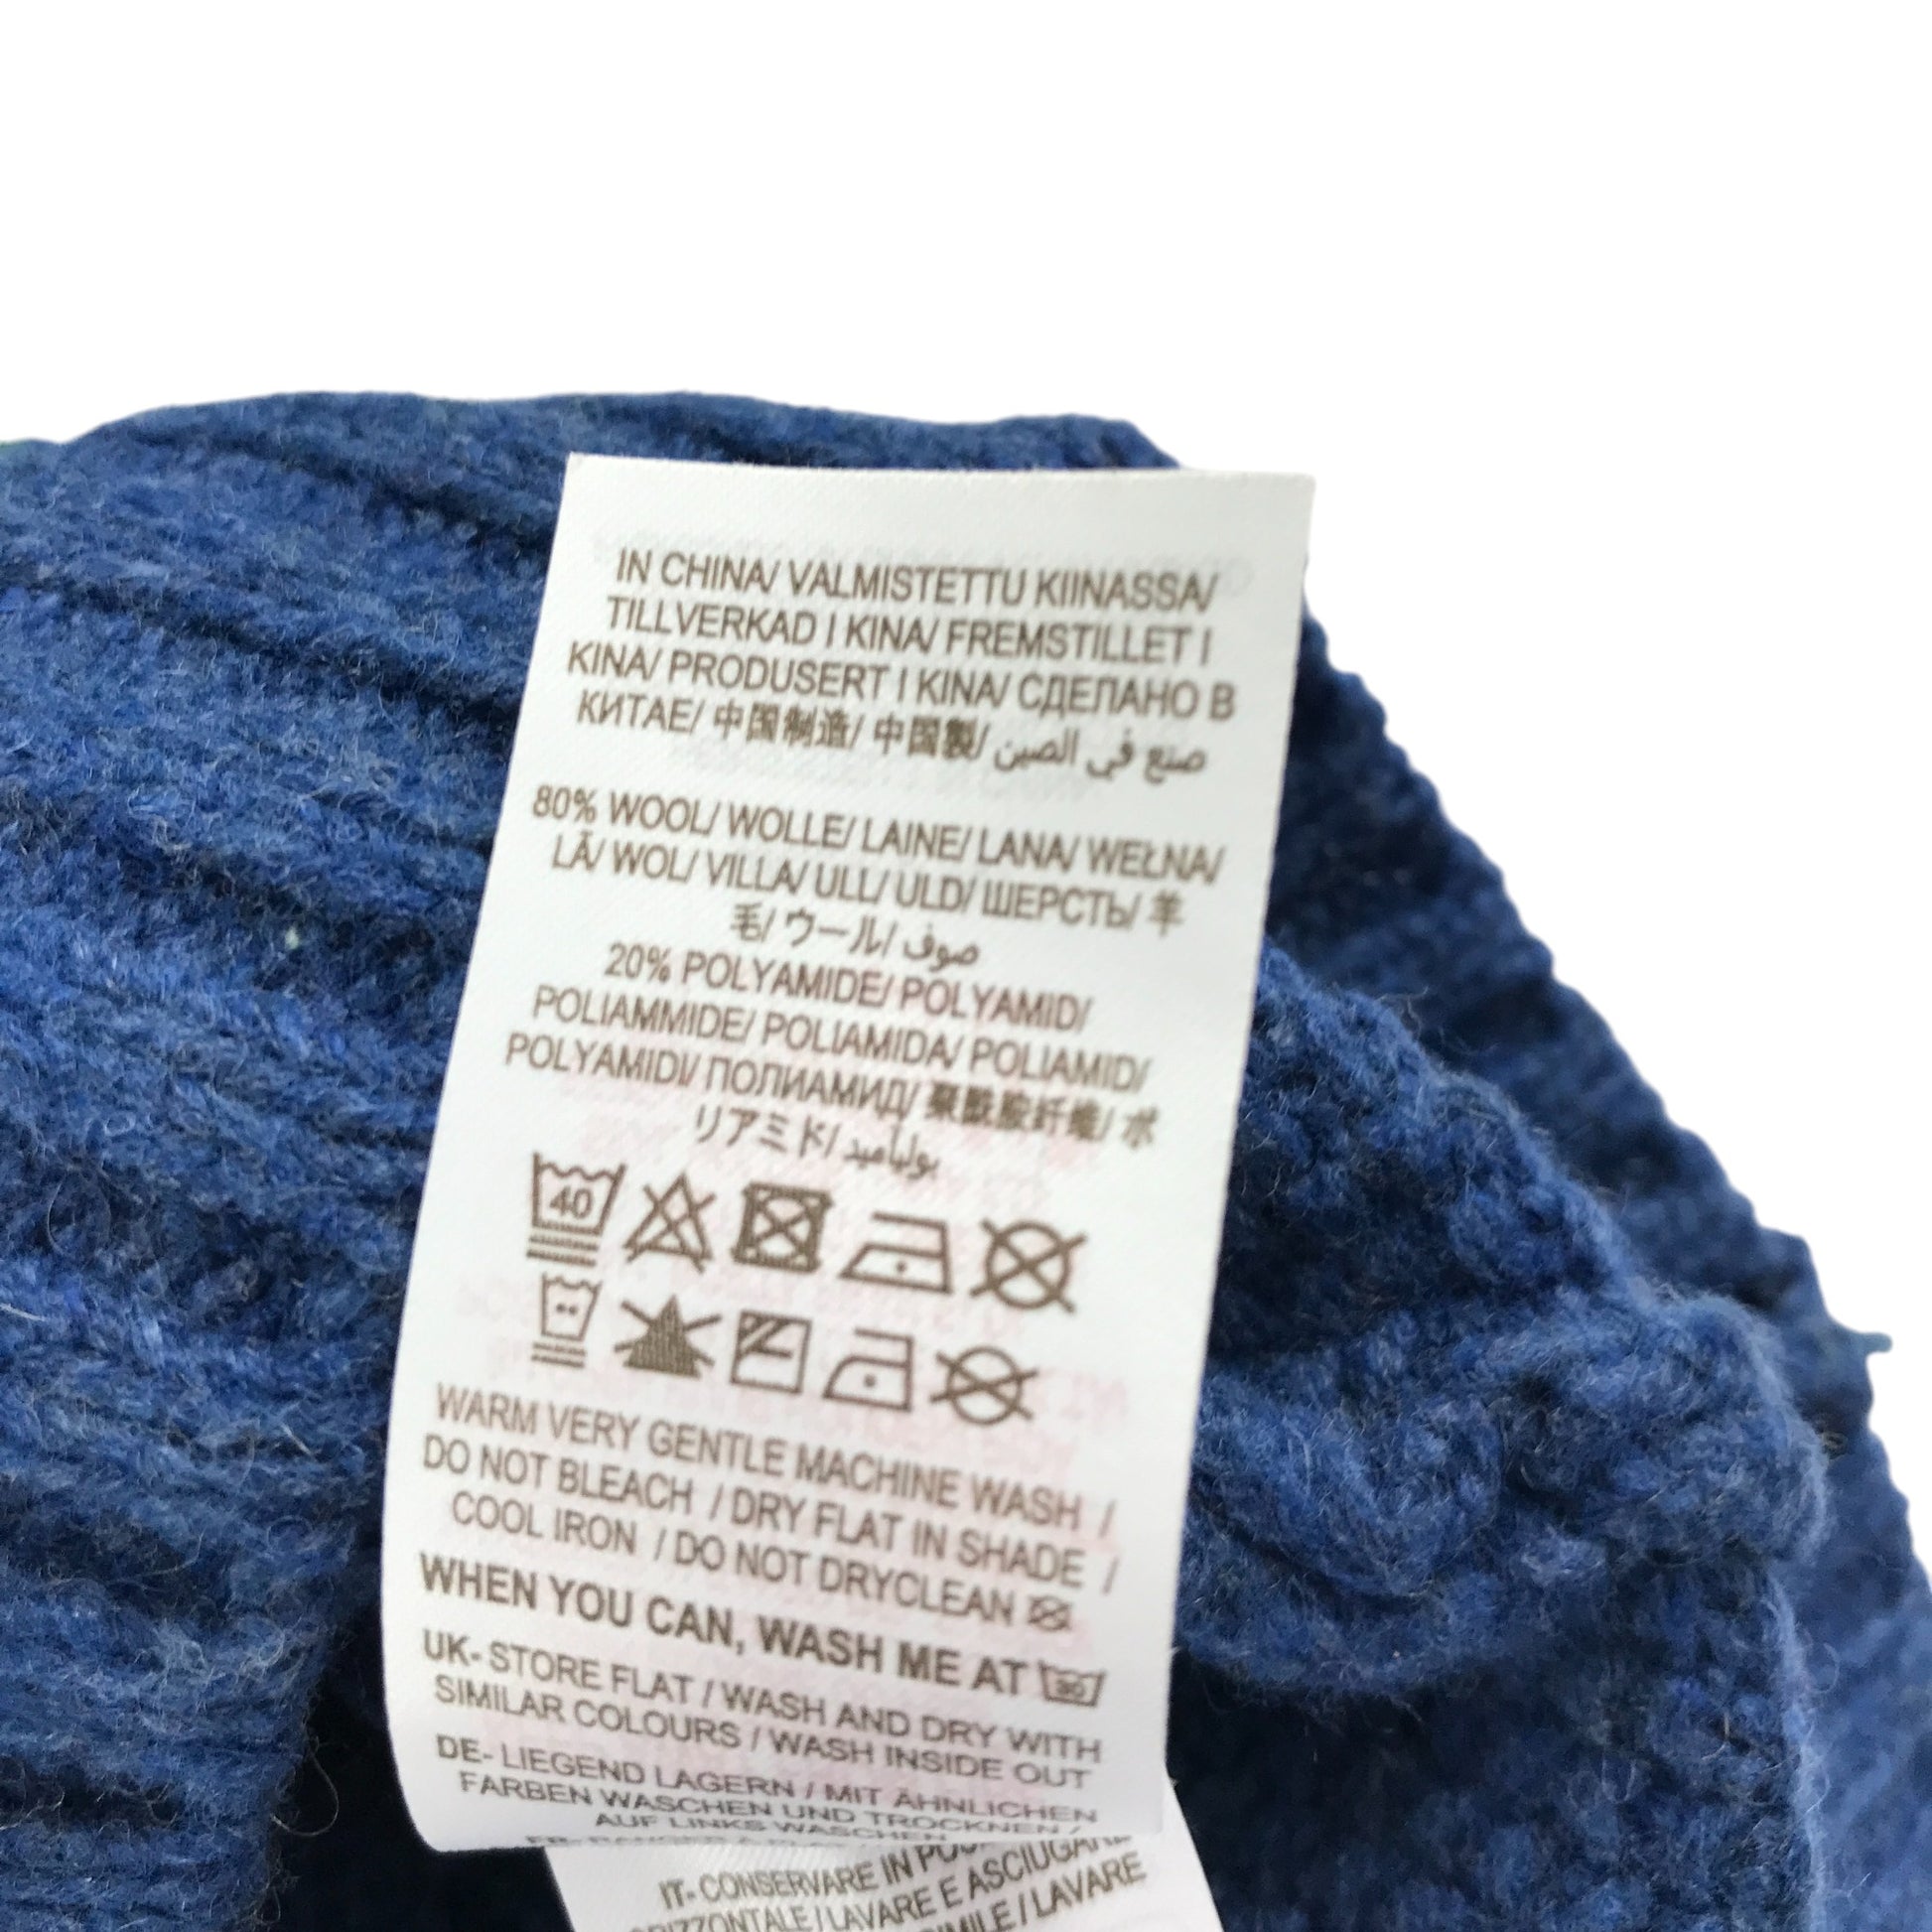 IN CHINA/ VALMISTETTU KIINASSA/
TILLVERKAD I KINA/ FREMSTILLET I
KINA/ PRODUSERT I KINA/ СДЕЛАНО В
КИТАЕ/ 中国制造/ 中国製/ صنع في الصين
80% WOOL/ WOLLE/ LAINE/ LANA/ WEŁNA/
LÃ/ WOL/ VILLA/ ULL/ ULD/ ШЕРСТЬ/ 羊
毛/ ウール/ صوف
20% POLYAMIDE/ POLYAMID/
POLIAMMIDE/ POLIAMIDA/ POLIAMID/
POLYAMIDI/ ПОЛИАМИД/ 聚酰胺纤维/ ポ
リアミド/ بولياميد
40
WARM VERY GENTLE MACHINE WASH /
DO NOT BLEACH / DRY FLAT IN SHADE /
COOL IRON / DO NOT DRYCLEAN
WHEN YOU CAN, WASH ME AT 30
UK- STORE FLAT / WASH AND DRY WITH
SIMILAR COLOURS / WASH INSIDE OUT
DE- LIEGEND LAGERN / MIT ÄHNLICHEN
FARBEN WASCHEN UND TROCKNEN /
AUF LINKS WASCHEN
IT- CONSERVARE IN
E ASCIUGARE
LAVARE